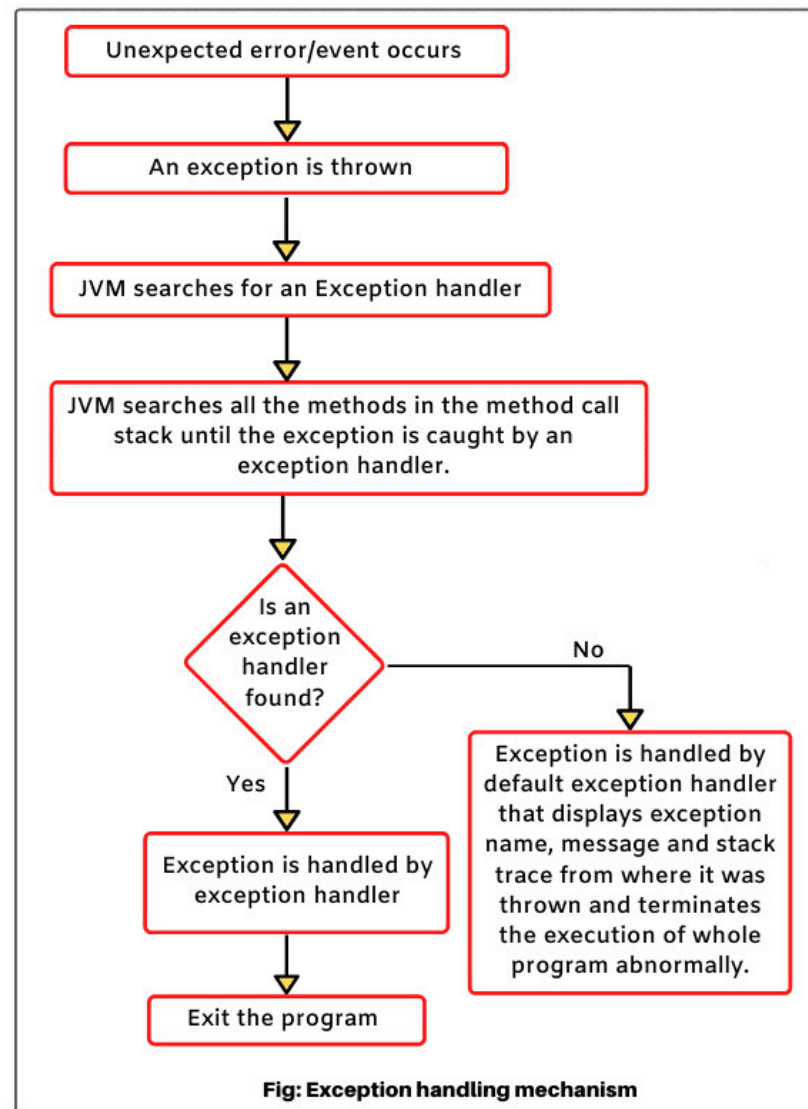 Unexpected error/event occurs
An exception is thrown
JVM searches for an Exception handler
JVM searches all the methods in the method call
stack until the exception is caught by an
exception handler.
Is an
exception
handler
found?
No
Yes
Exception is handled by
default exception handler
that displays exception
name, message and stack
trace from where it was
thrown and terminates
the execution of whole
program abnormally.
Exception is handled by
exception handler
Exit the program
Fig: Exception handling mechanism